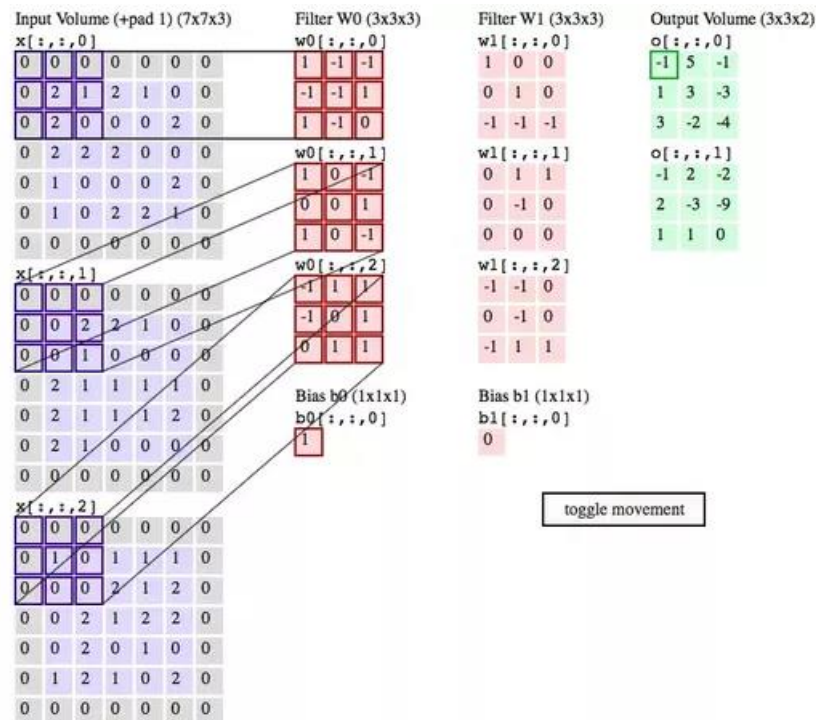 Input Volume (+pad 1) (7x7x3)
x[:,:,0]
0 0 0 0 0 0 0
0 2 1 2 1 0 0
0 2 0 0 0 2 0
0 2 2 2 0 0 0
0 1 0 0 0 2 0
0 1 0 2 2 1 0
0 0 0 0 0 0 0
x[:,:,1]
0 0 0 0 0 0 0
0 0 2 2 1 0 0
0 0 1 0 0 0 0
0 2 1 1 1 1 0
0 2 1 1 1 2 0
0 2 1 0 0 0 0
0 0 0 0 0 0 0
x[:,:,2]
0 0 0 0 0 0 0
0 1 0 1 1 1 0
0 0 0 2 1 2 0
0 0 2 1 2 2 0
0 0 2 0 1 0 0
0 1 2 1 0 2 0
0 0 0 0 0 0 0
Filter W0 (3x3x3)
w0[:,:,0]
1 -1 -1
-1 -1 1
1 -1 0
w0[:,:,1]
1 0 -1
0 0 1
1 0 -1
w0[:,:,2]
-1 1 1
-1 0 1
0 1 1
Bias b0 (1x1x1)
b0[:,:,0]
1
Filter W1 (3x3x3)
w1[:,:,0]
1 0 0
0 1 0
-1 -1 -1
w1[:,:,1]
0 1 1
0 -1 0
0 0 0
w1[:,:,2]
-1 -1 0
0 -1 0
-1 1 1
Bias b1 (1x1x1)
b1[:,:,0]
0
Output Volume (3x3x2)
o[:,:,0]
-1 5 -1
1 3 -3
3 -2 -4
o[:,:,1]
-1 2 -2
2 -3 -9
1 1 0
toggle movement